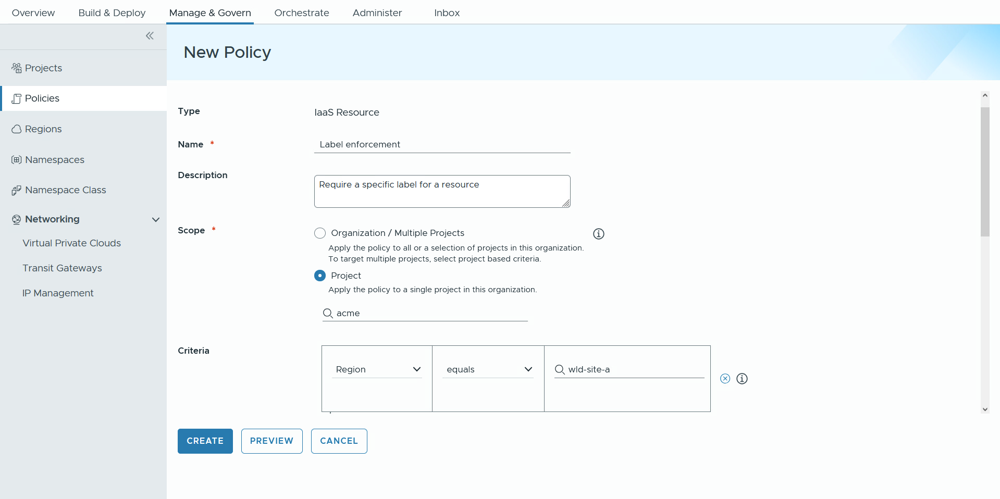 Overview
Build & Deploy
Manage & Govern
Orchestrate
Administer
Inbox
Projects
Policies
Regions
Namespaces
Namespace Class
Networking
Virtual Private Clouds
Transit Gateways
IP Management
New Policy
Type
IaaS Resource
Name *
Label enforcement
Description
Require a specific label for a resource
Scope *
Organization / Multiple Projects
Apply the policy to all or a selection of projects in this organization.
To target multiple projects, select project based criteria.
Project
Apply the policy to a single project in this organization.
acme
Criteria
Region
equals
wld-site-a
CREATE
PREVIEW
CANCEL